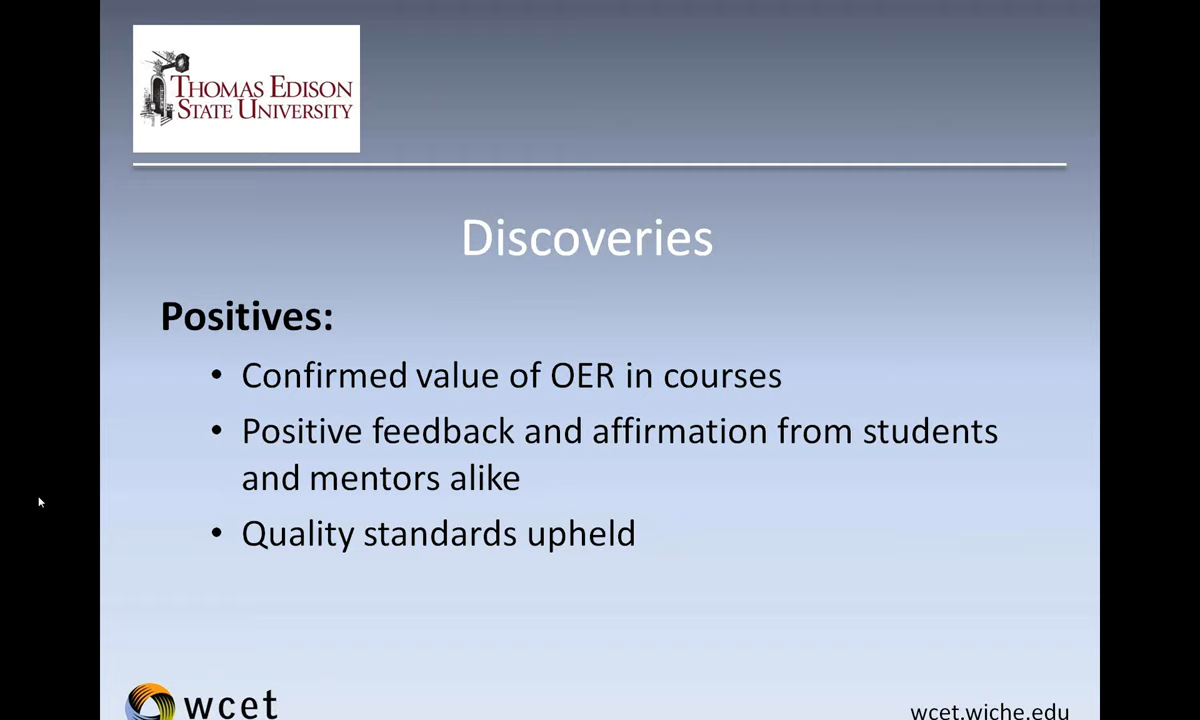 THOMAS EDISON
STATE UNIVERSITY
Discoveries
Positives:
• Confirmed value of OER in courses
• Positive feedback and affirmation from students
and mentors alike
• Quality standards upheld
wcet
wcet.wiche.edu